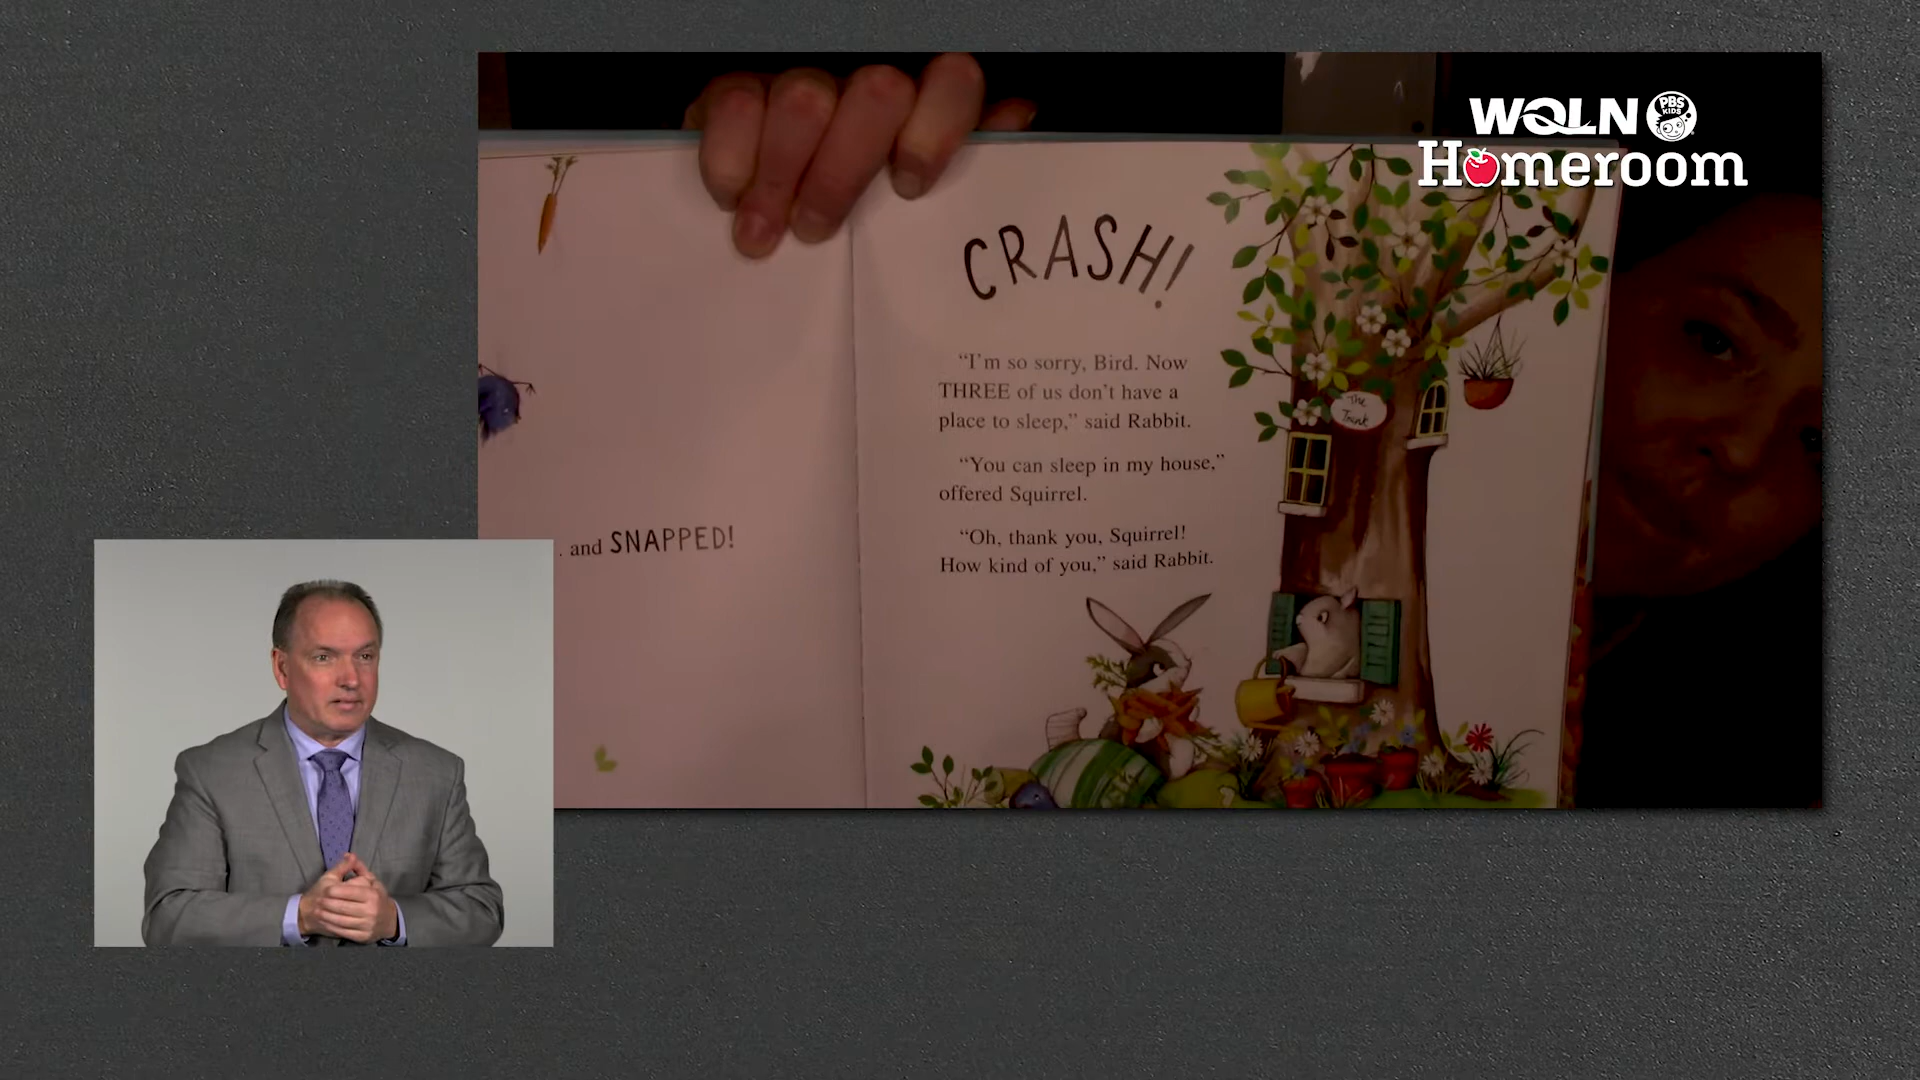 WQLN
PBS
KIDS
Homeroom
. and SNAPPED!
CRASH!
“I’m so sorry, Bird. Now
THREE of us don’t have a
place to sleep,” said Rabbit.
“You can sleep in my house,”
offered Squirrel.
“Oh, thank you, Squirrel!
How kind of you,” said Rabbit.
The
Trunk